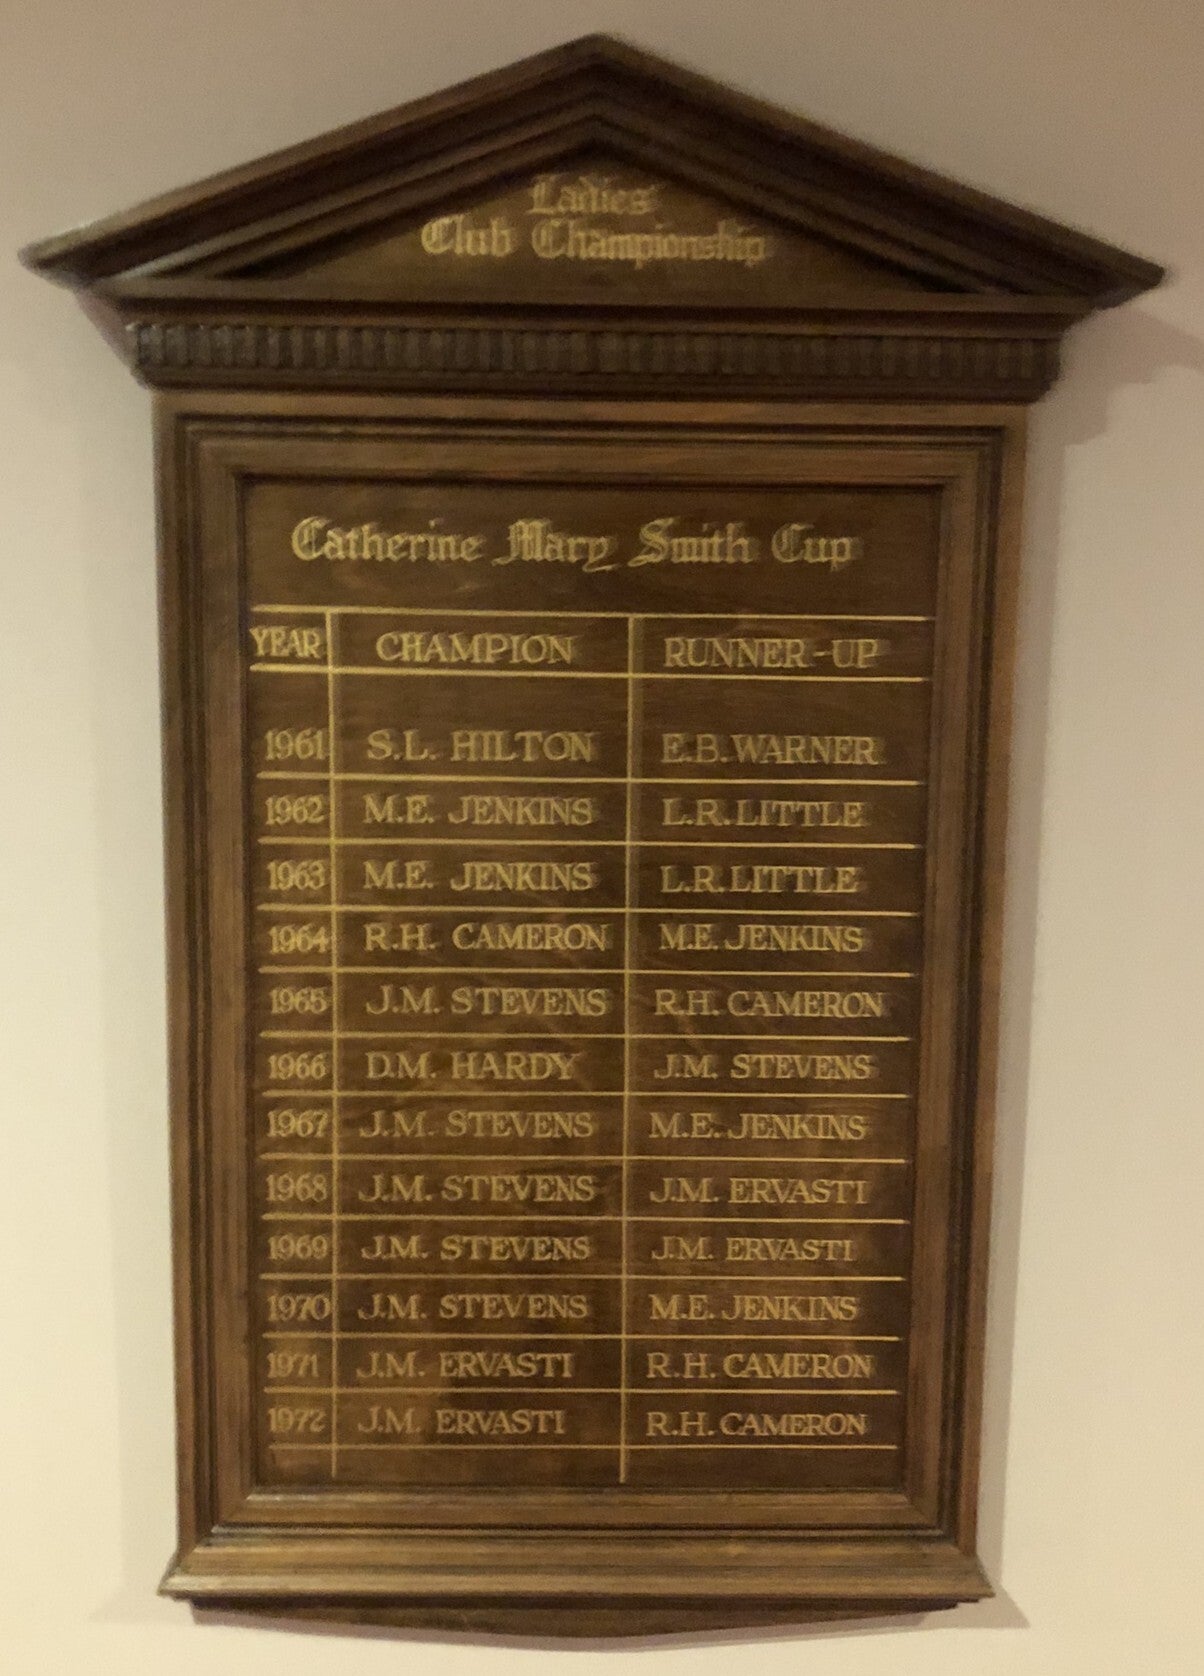 Ladies
Club Championship
Catherine Mary Smith Cup
YEAR CHAMPION RUNNER-UP
1961 S.L. HILTON E.B. WARNER
1962 M.E. JENKINS L.R. LITTLE
1963 M.E. JENKINS L.R. LITTLE
1964 R.H. CAMERON M.E. JENKINS
1965 J.M. STEVENS R.H. CAMERON
1966 D.M. HARDY J.M. STEVENS
1967 J.M. STEVENS M.E. JENKINS
1968 J.M. STEVENS J.M. ERVASTI
1969 J.M. STEVENS J.M. ERVASTI
1970 J.M. STEVENS M.E. JENKINS
1971 J.M. ERVASTI R.H. CAMERON
1972 J.M. ERVASTI R.H. CAMERON